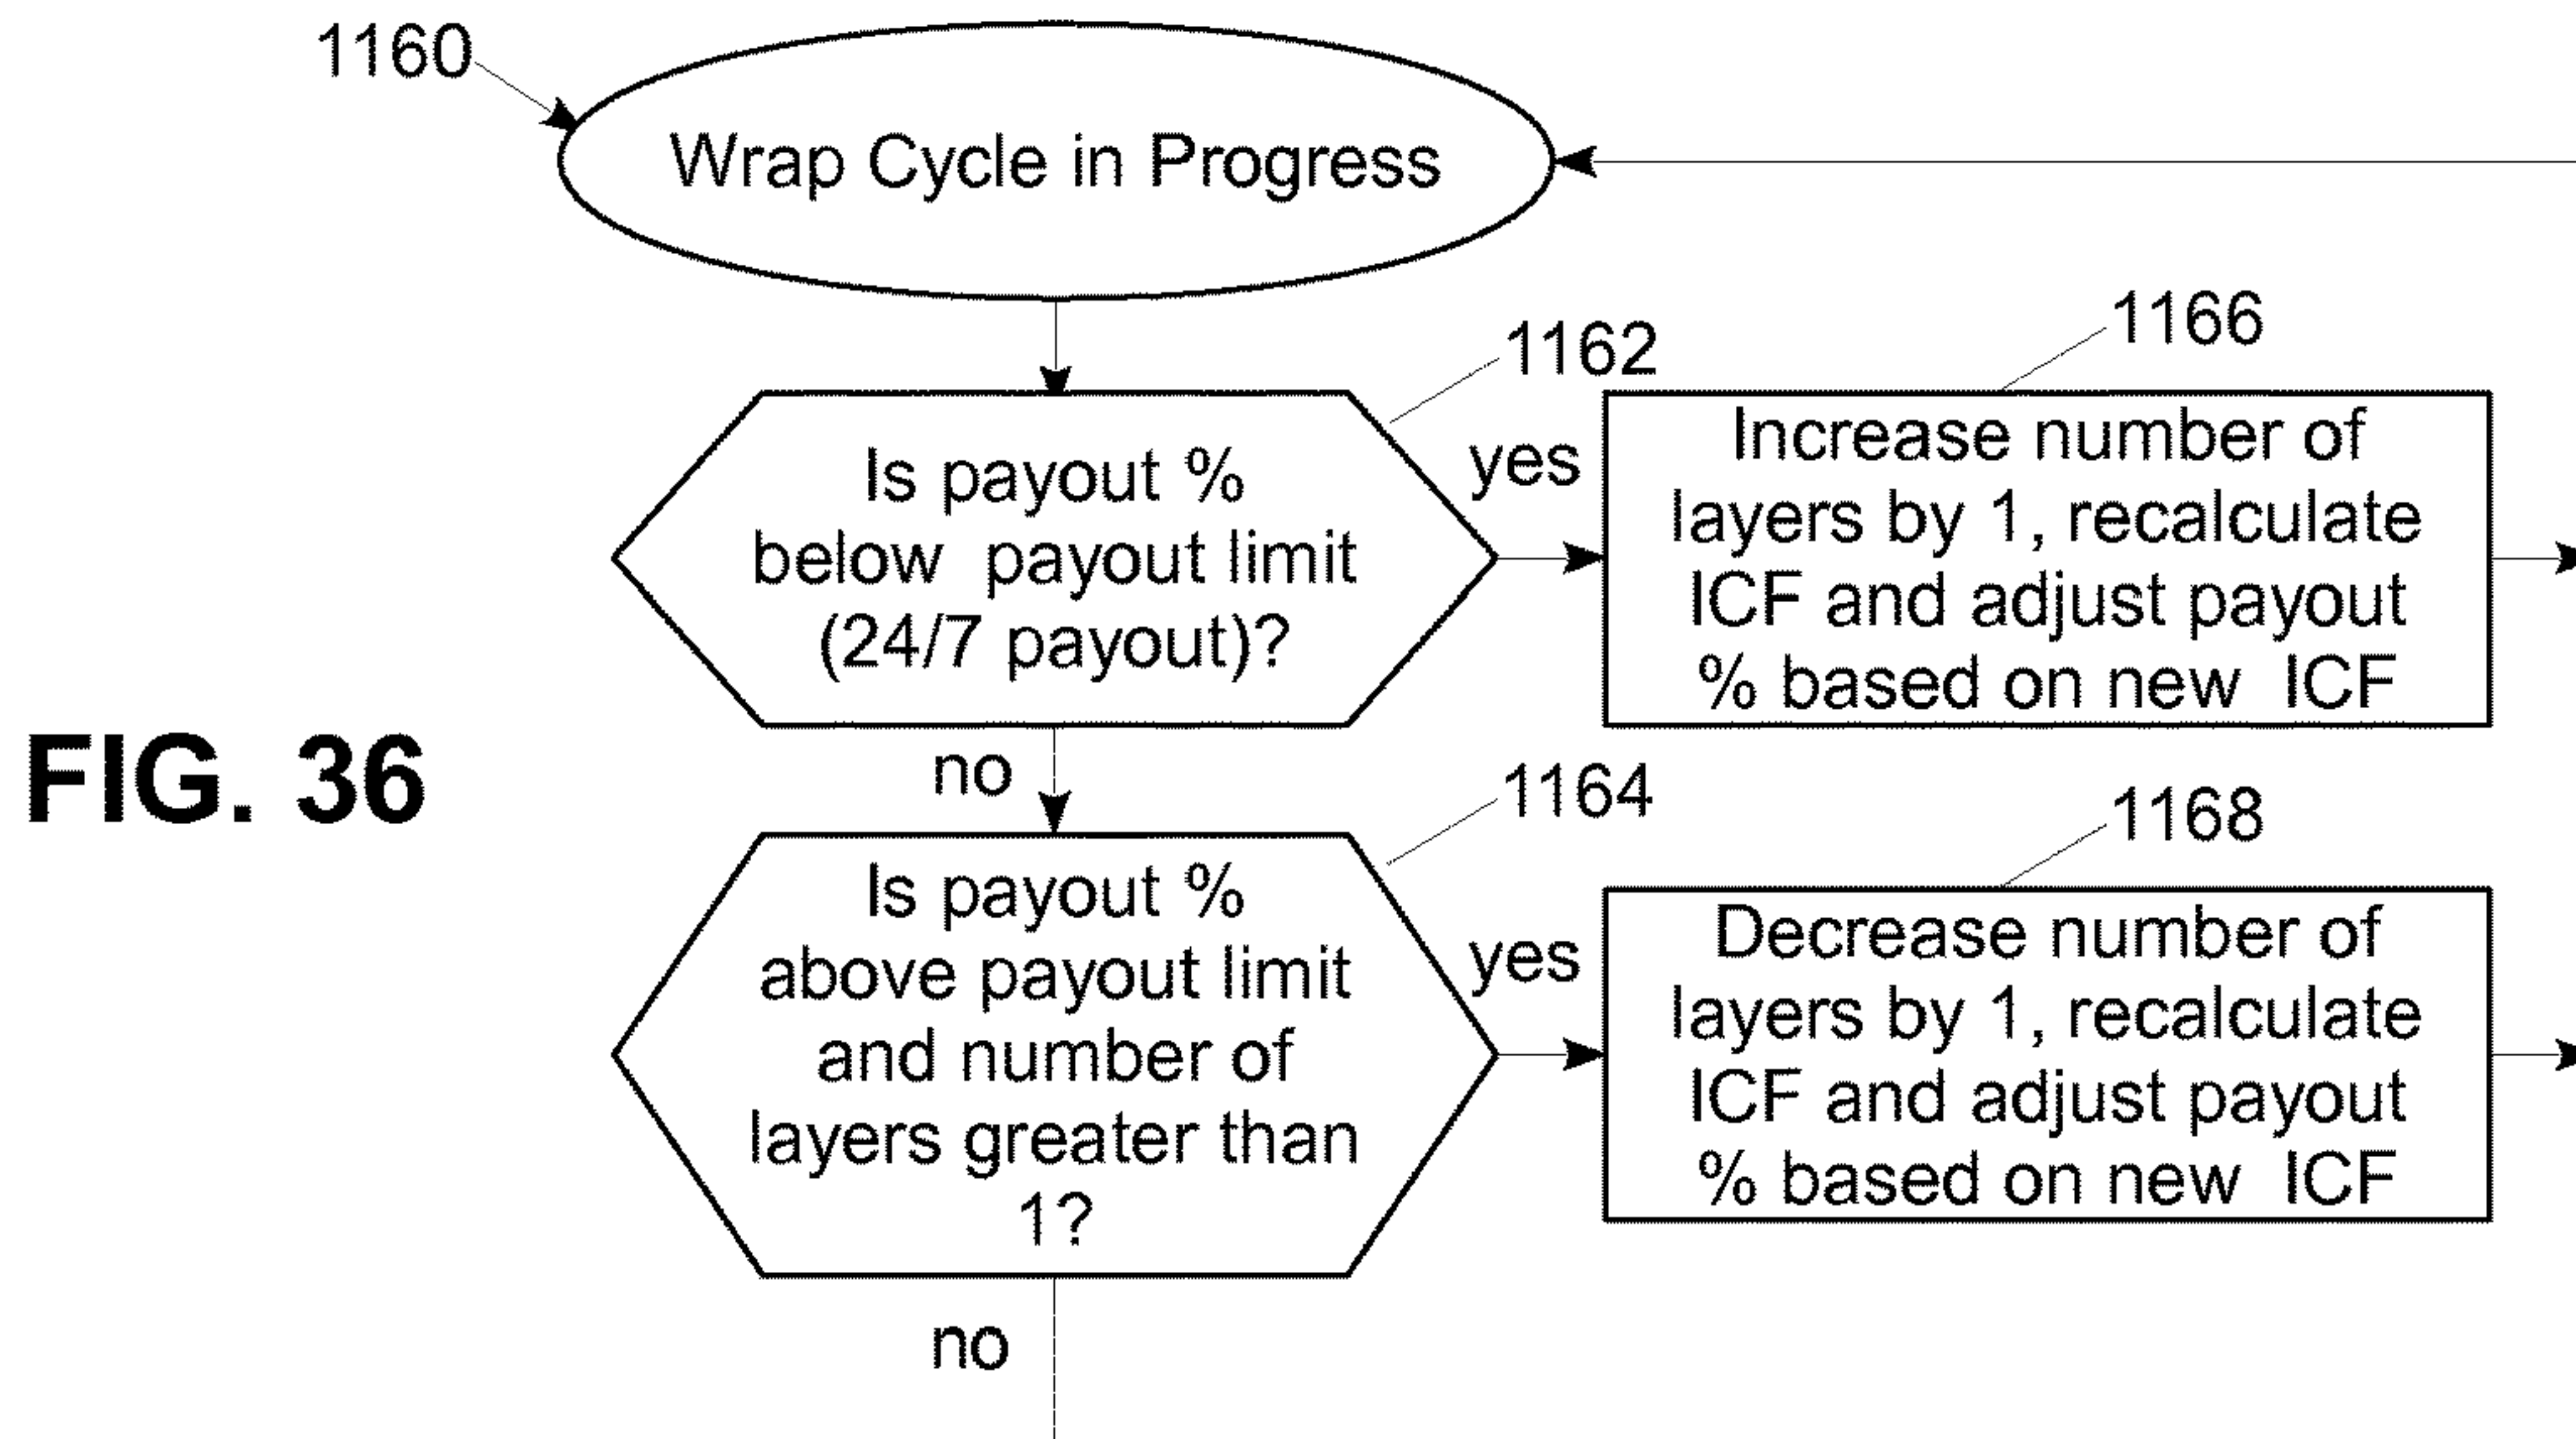 1160
Wrap Cycle in Progress
1162
Is payout %
below payout limit
(24/7 payout)?
yes
1166
Increase number of
layers by 1, recalculate
ICF and adjust payout
% based on new ICF
no
FIG. 36
1164
Is payout %
above payout limit
and number of
layers greater than
1?
yes
1168
Decrease number of
layers by 1, recalculate
ICF and adjust payout
% based on new ICF
no